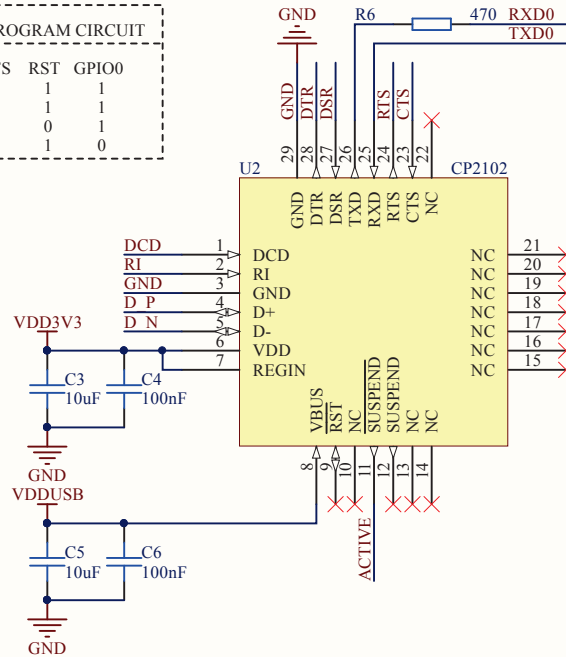 ROGRAM CIRCUIT
S RST GPIO0
1 1
1 1
0 1
1 0
GND
R6 470 RXD0
TXD0
GND DTR DSR RTS CTS
29 28 27 26 25 24 23 22
U2 CP2102
GND DTR DSR TXD RXD RTS CTS NC
DCD 1 DCD NC 21
RI 2 RI NC 20
GND 3 GND NC 19
D_P 4 D+ NC 18
D_N 5 D- NC 17
VDD3V3 6 VDD NC 16
7 REGIN NC 15
C3 10uF
C4 100nF
GND
VBUS RST NC SUSPEND SUSPEND NC NC
8 9 10 11 12 13 14
ACTIVE
VDDUSB
C5 10uF
C6 100nF
GND